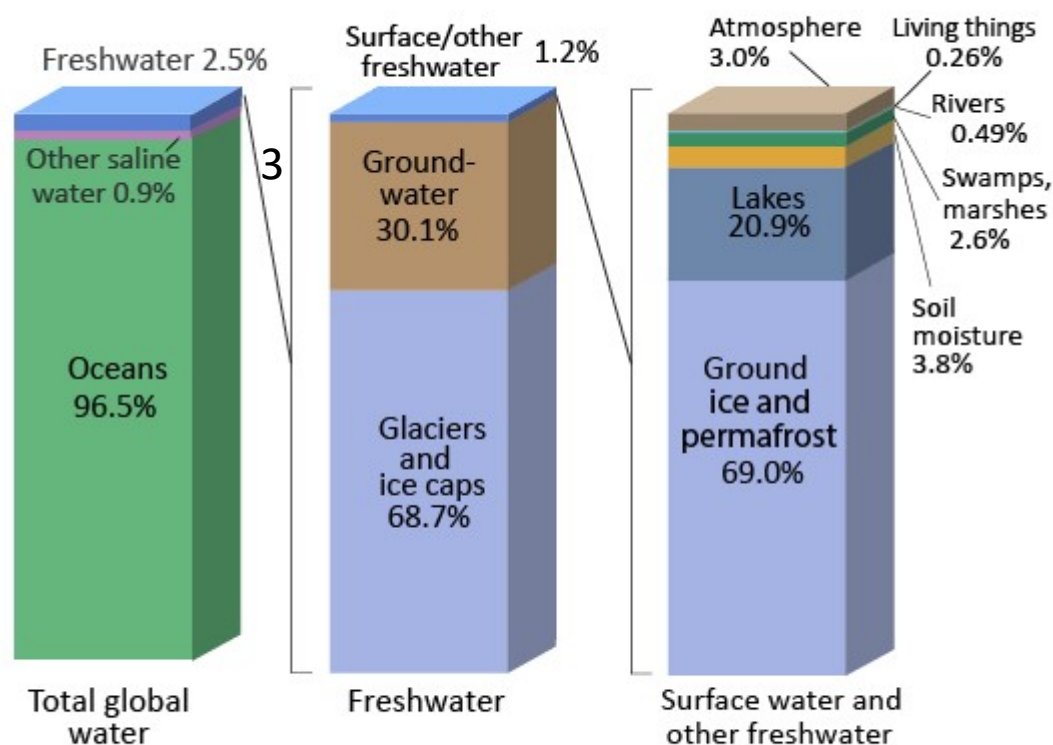 Freshwater 2.5%
Other saline
water 0.9%
Oceans
96.5%
Total global
water
3
Surface/other
freshwater 1.2%
Ground-
water
30.1%
Glaciers
and
ice caps
68.7%
Freshwater
Atmosphere
3.0%
Living things
0.26%
Rivers
0.49%
Swamps,
marshes
2.6%
Soil
moisture
3.8%
Lakes
20.9%
Ground
ice and
permafrost
69.0%
Surface water and
other freshwater